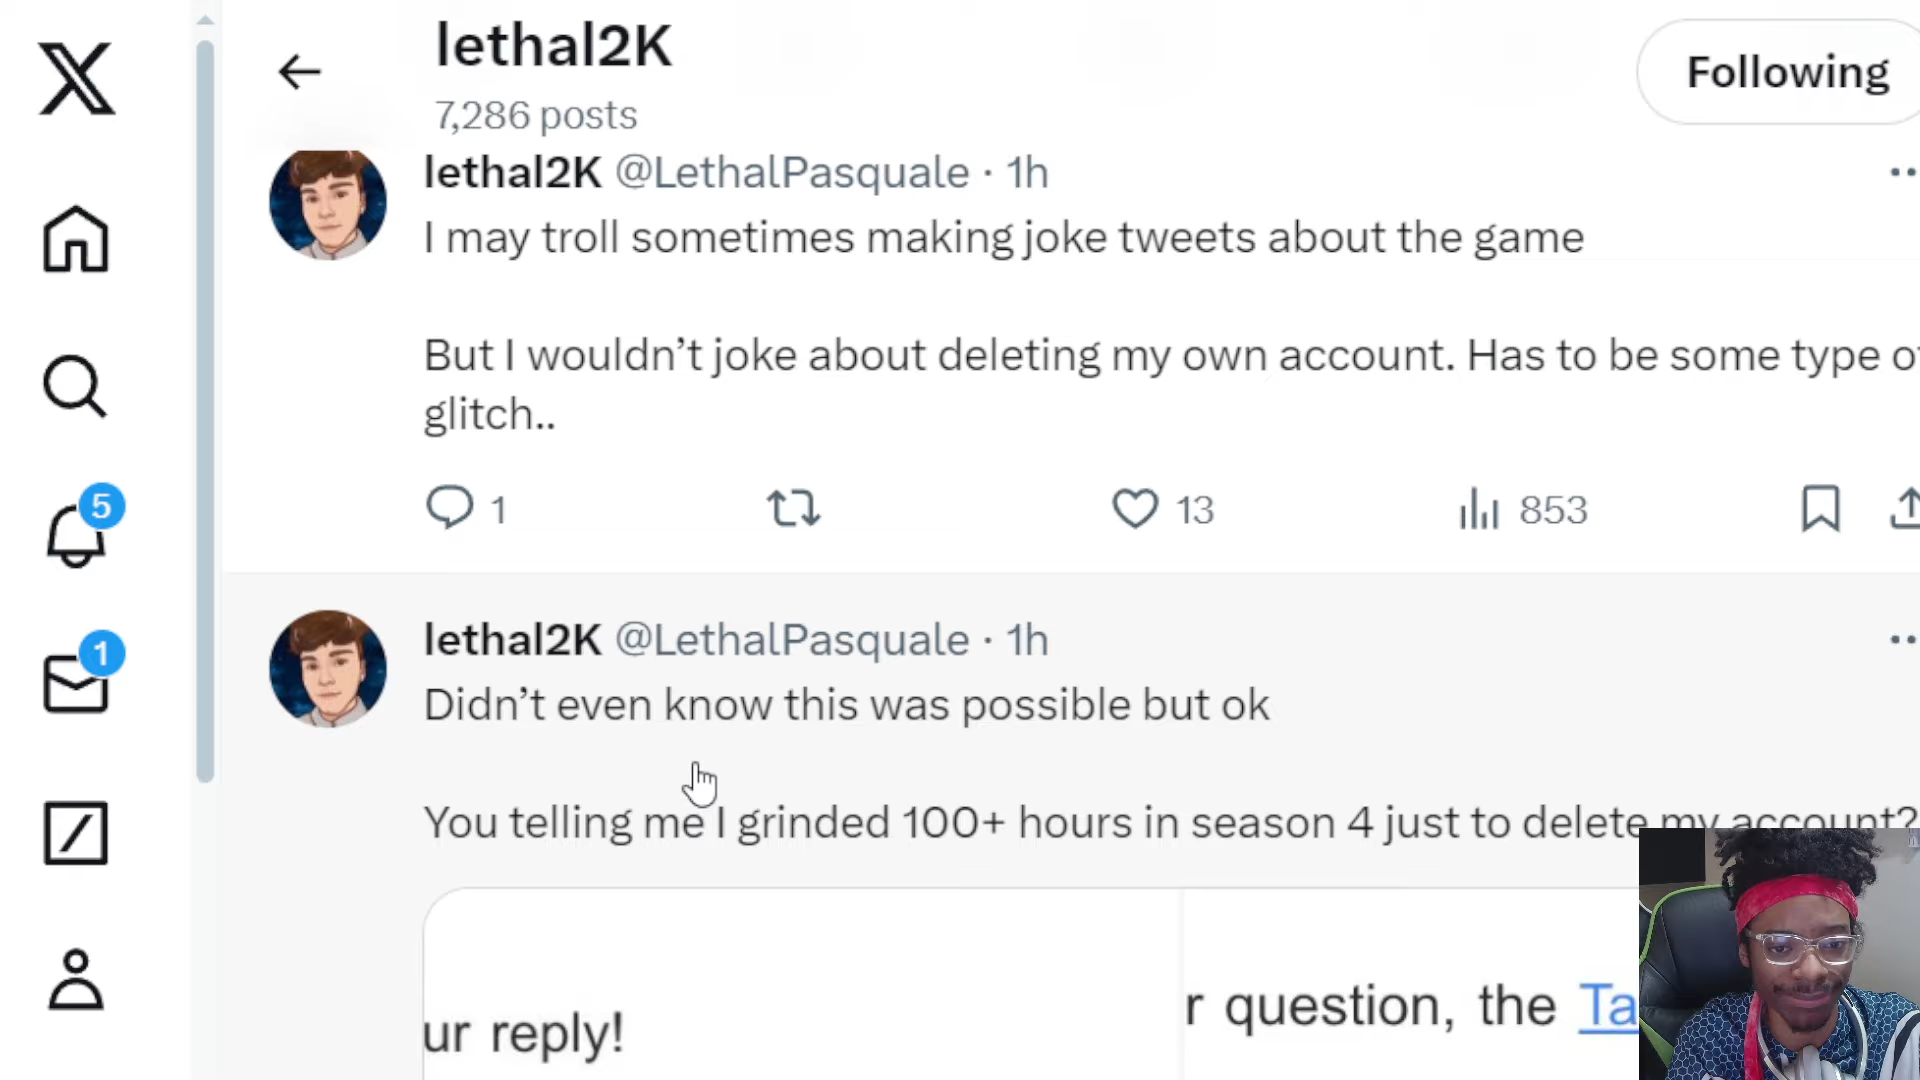 lethal2K
7,286 posts
Following
lethal2K @LethalPasquale · 1h
I may troll sometimes making joke tweets about the game
But I wouldn’t joke about deleting my own account. Has to be some type o
glitch..
1
13
853
lethal2K @LethalPasquale · 1h
Didn’t even know this was possible but ok
You telling me I grinded 100+ hours in season 4 just to delete my account?
ur reply!
r question, the Ta
5
1